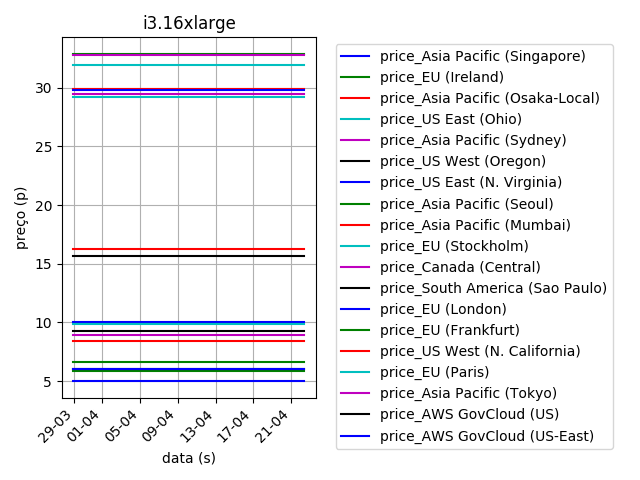 i3.16xlarge
preço (p)
30
25
20
15
10
5
29-03
01-04
05-04
09-04
13-04
17-04
21-04
data (s)
price_Asia Pacific (Singapore)
price_EU (Ireland)
price_Asia Pacific (Osaka-Local)
price_US East (Ohio)
price_Asia Pacific (Sydney)
price_US West (Oregon)
price_US East (N. Virginia)
price_Asia Pacific (Seoul)
price_Asia Pacific (Mumbai)
price_EU (Stockholm)
price_Canada (Central)
price_South America (Sao Paulo)
price_EU (London)
price_EU (Frankfurt)
price_US West (N. California)
price_EU (Paris)
price_Asia Pacific (Tokyo)
price_AWS GovCloud (US)
price_AWS GovCloud (US-East)